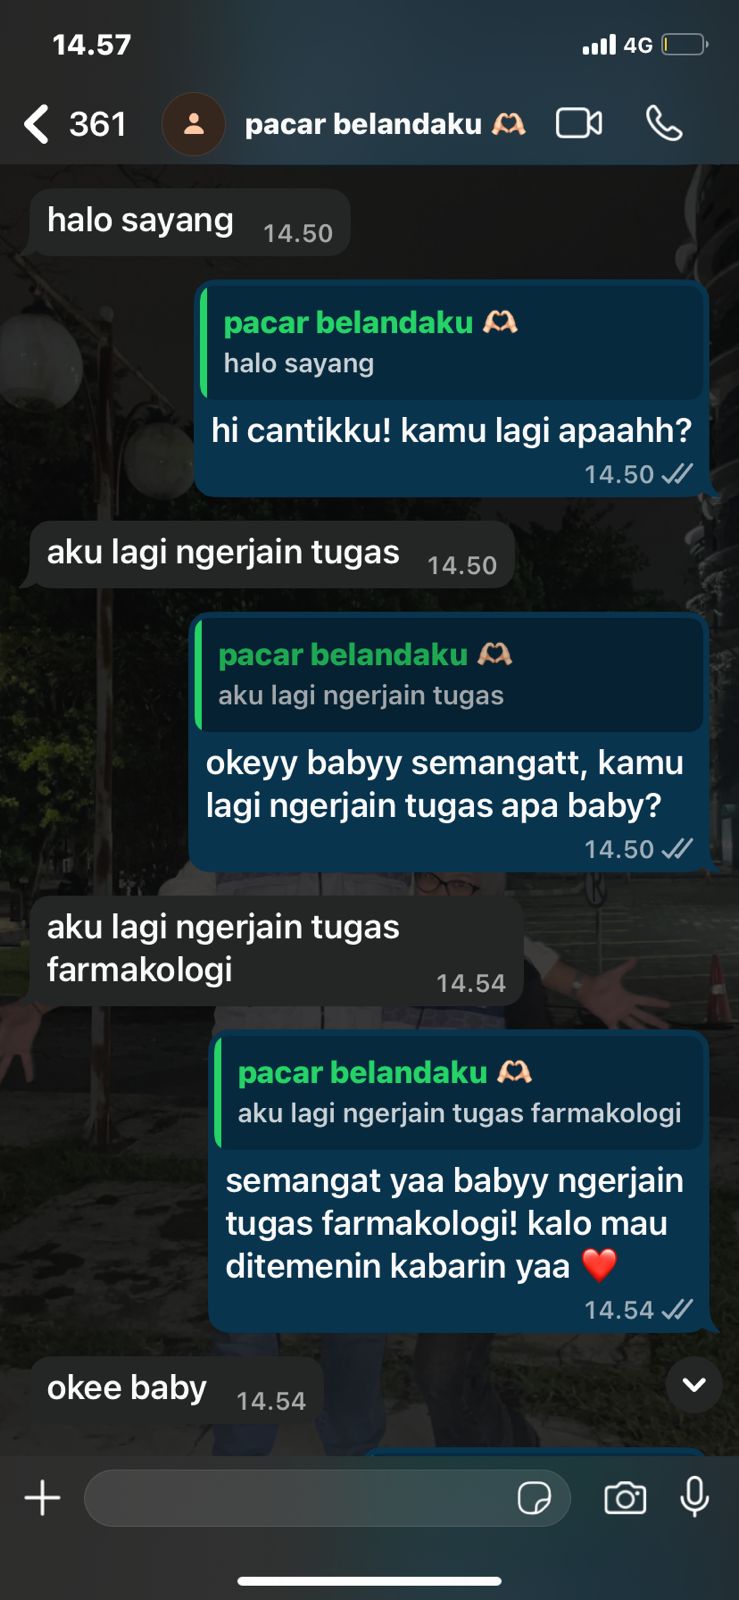 14.57
4G
361
pacar belandaku 🫶🏻
halo sayang
14.50
pacar belandaku 🫶🏻
halo sayang
hi cantikku! kamu lagi apaahh?
14.50
aku lagi ngerjain tugas
14.50
pacar belandaku 🫶🏻
aku lagi ngerjain tugas
okeyy babyy semangatt, kamu
lagi ngerjain tugas apa baby?
14.50
aku lagi ngerjain tugas
farmakologi
14.54
pacar belandaku 🫶🏻
aku lagi ngerjain tugas farmakologi
semangat yaa babyy ngerjain
tugas farmakologi! kalo mau
ditemenin kabarin yaa ❤️
14.54
okee baby
14.54